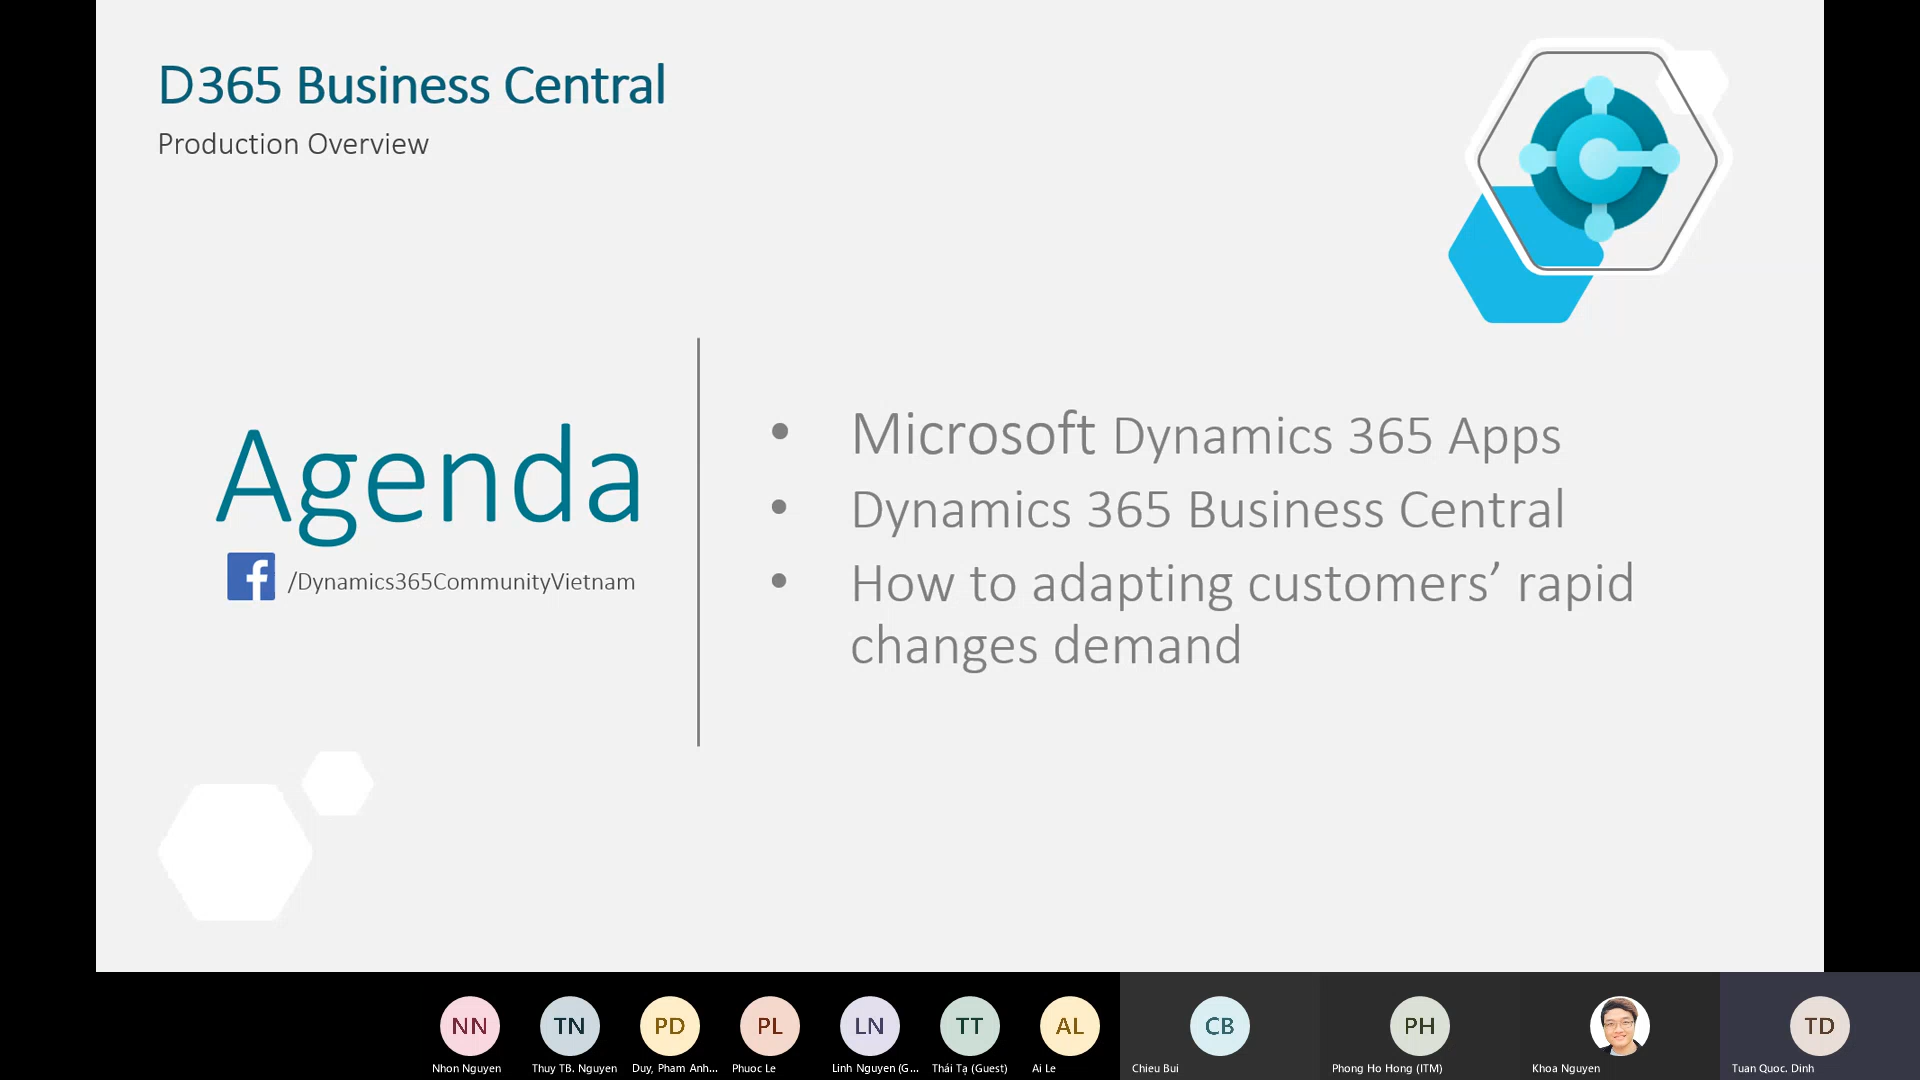 D365 Business Central
Production Overview
Agenda
/Dynamics365CommunityVietnam
• Microsoft Dynamics 365 Apps
• Dynamics 365 Business Central
• How to adapting customers’ rapid
changes demand
NN
TN
PD
PL
LN
TT
AL
CB
PH
TD
Nhon Nguyen
Thuy TB. Nguyen
Duy, Pham Anh...
Phuoc Le
Linh Nguyen (G...
Thái Tạ (Guest)
Ai Le
Chieu Bui
Phong Ho Hong (ITM)
Khoa Nguyen
Tuan Quoc. Dinh